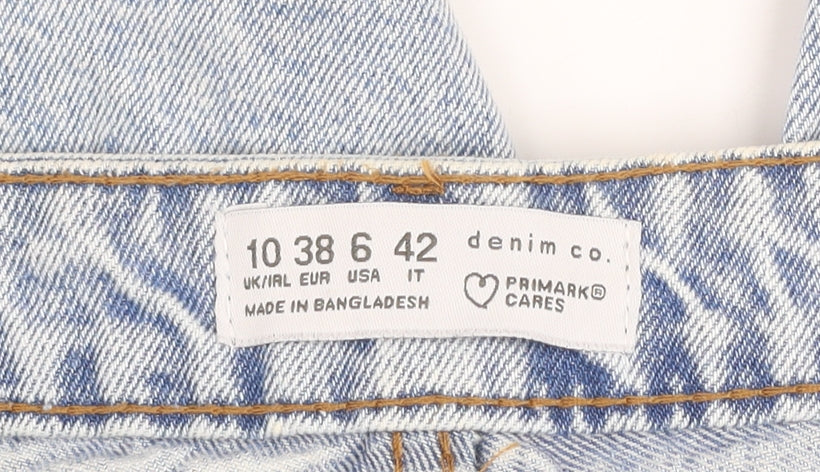 10 38 6 42
UK/IRL EUR USA IT
MADE IN BANGLADESH
denim co.
PRIMARK®
CARES